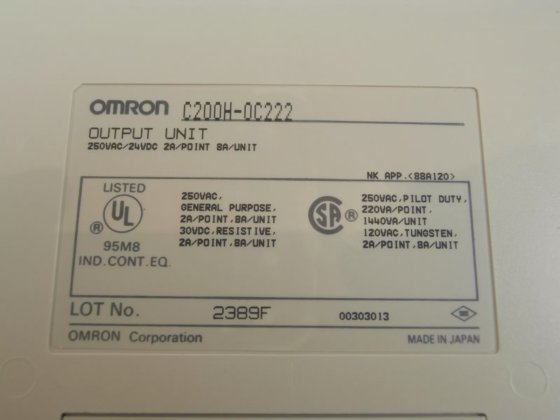 OMRON C200H-OC222
OUTPUT UNIT
250VAC/24VDC 2A/POINT 8A/UNIT
NK APP.<88A120>
LISTED
UL
®
95M8
IND.CONT.EQ.
250VAC,
GENERAL PURPOSE,
2A/POINT,8A/UNIT
30VDC,RESISTIVE,
2A/POINT,8A/UNIT
SA®
250VAC,PILOT DUTY,
220VA/POINT,
1440VA/UNIT
120VAC,TUNGSTEN,
2A/POINT,8A/UNIT
LOT No. 2389F 00303013
OMRON Corporation MADE IN JAPAN